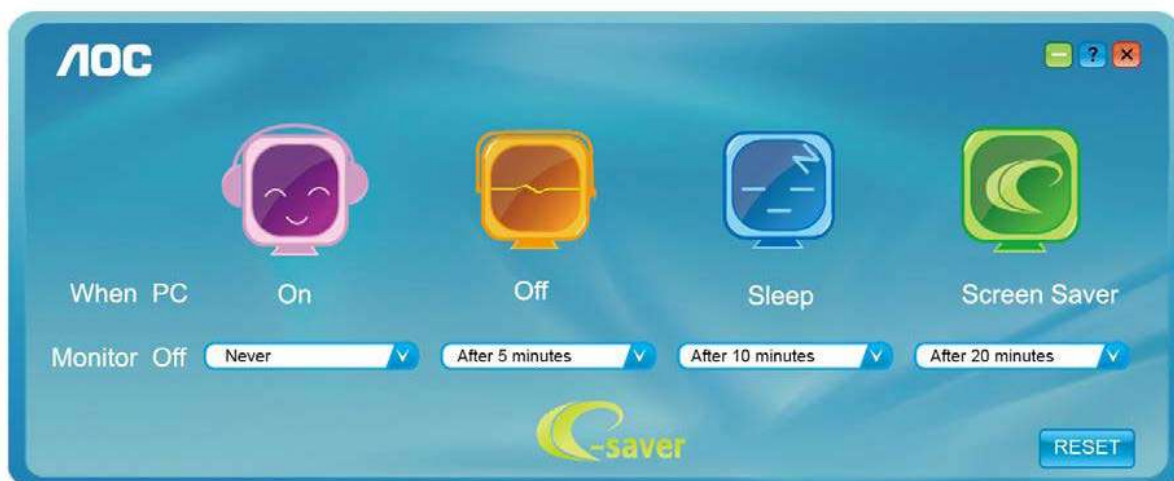 AOC
?
When PC On Off Sleep Screen Saver
Monitor Off Never After 5 minutes After 10 minutes After 20 minutes
e-saver
RESET